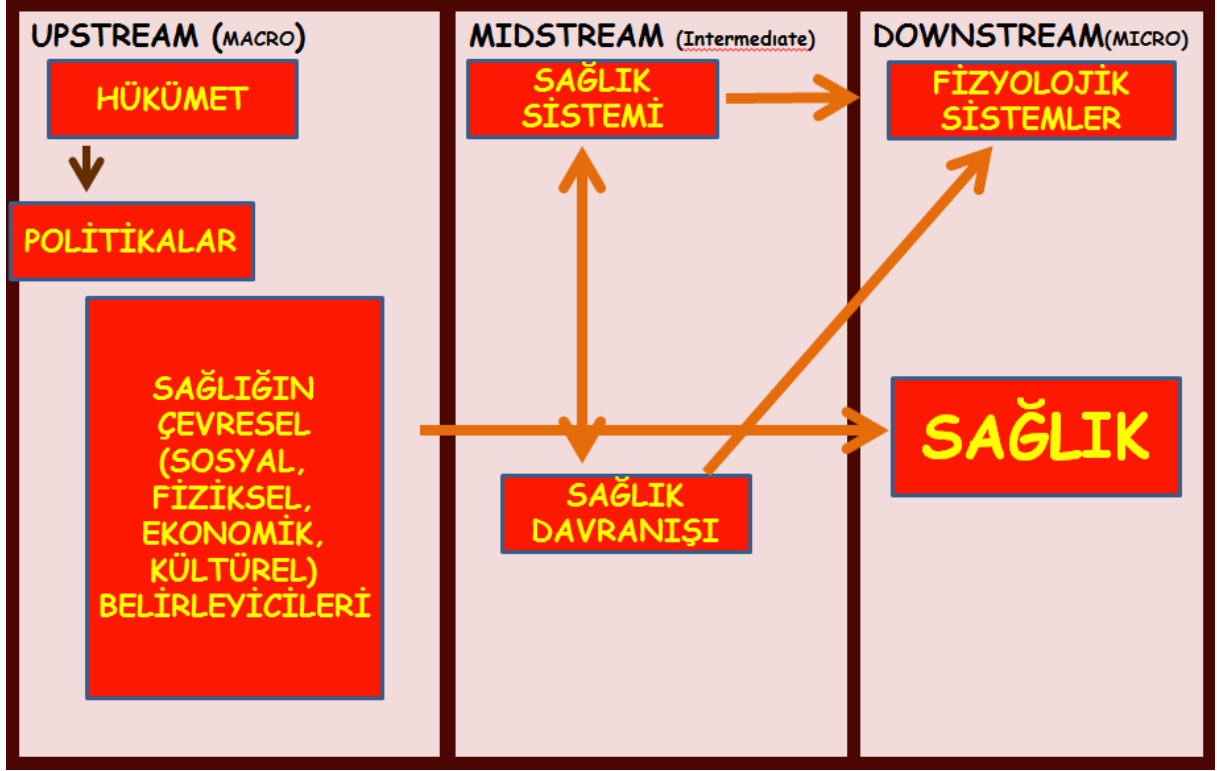 UPSTREAM (MACRO)
HÜKÜMET
POLİTİKALAR
SAĞLIĞIN
ÇEVRESEL
(SOSYAL,
FİZİKSEL,
EKONOMİK,
KÜLTÜREL)
BELİRLEYİCİLERİ
MIDSTREAM (Intermediate)
SAĞLIK
SİSTEMİ
SAĞLIK
DAVRANIŞI
DOWNSTREAM(MICRO)
FİZYOLOJİK
SİSTEMLER
SAĞLIK